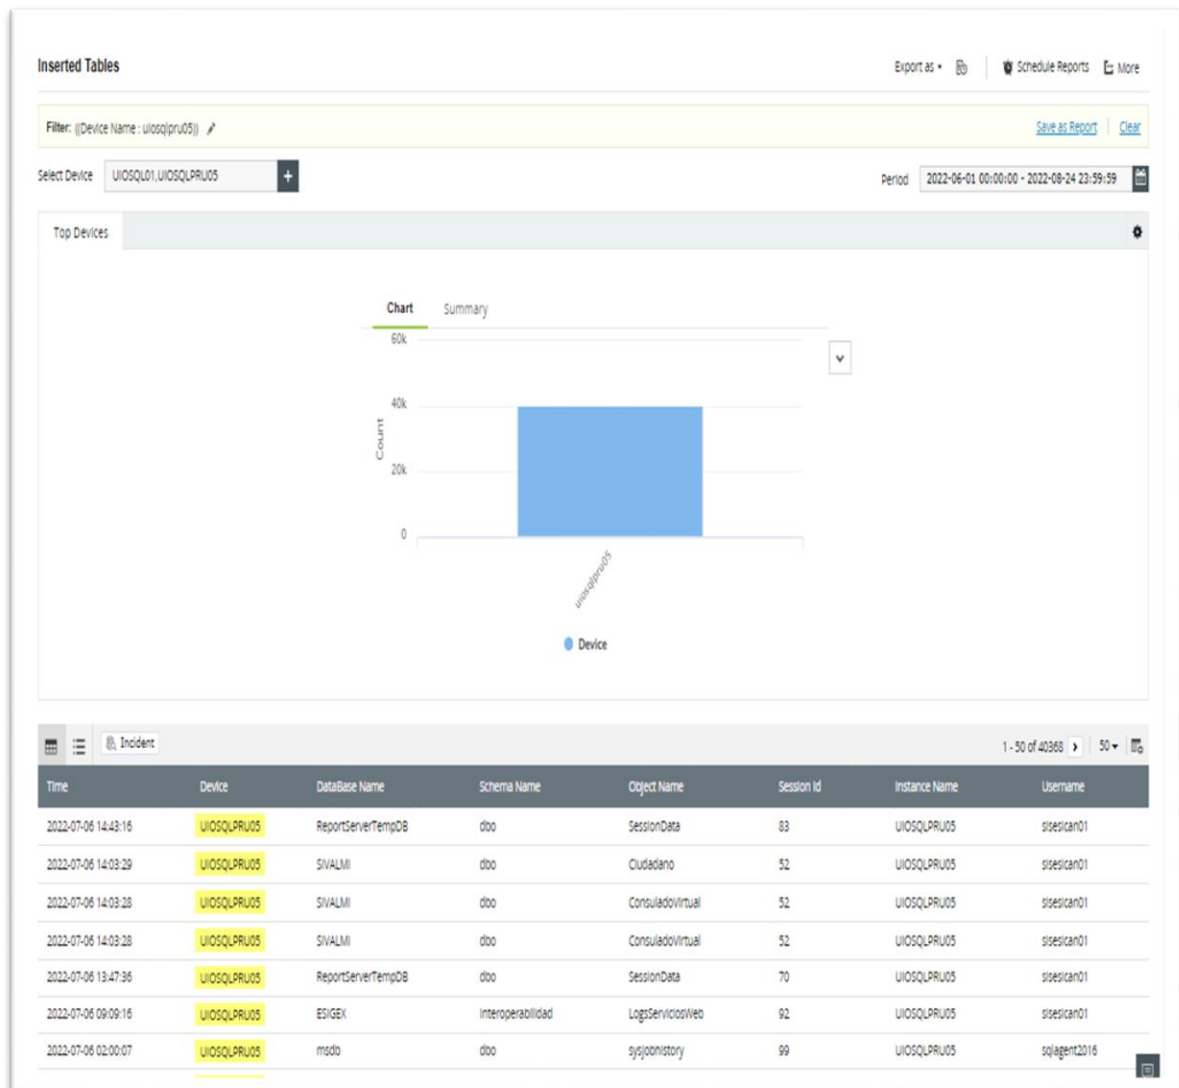 Inserted Tables Export as Schedule Reports More
Filter: ((Device Name : uiosqlpru05)) Save as Report Clear
Select Device UIOSQL01,UIOSQLPRU05 + Period 2022-06-01 00:00:00 - 2022-08-24 23:59:59
Top Devices
Chart Summary
60k
40k
Count
20k
0
uiosqlpru05
Device
Incident 1 - 50 of 40368 50
Time Device DataBase Name Schema Name Object Name Session Id Instance Name Username
2022-07-06 14:43:16 UIOSQLPRU05 ReportServerTempDB dbo SessionData 83 UIOSQLPRU05 sisesican01
2022-07-06 14:03:29 UIOSQLPRU05 SIVALMI dbo Ciudadano 52 UIOSQLPRU05 sisesican01
2022-07-06 14:03:28 UIOSQLPRU05 SIVALMI dbo ConsuladoVirtual 52 UIOSQLPRU05 sisesican01
2022-07-06 14:03:28 UIOSQLPRU05 SIVALMI dbo ConsuladoVirtual 52 UIOSQLPRU05 sisesican01
2022-07-06 13:47:36 UIOSQLPRU05 ReportServerTempDB dbo SessionData 70 UIOSQLPRU05 sisesican01
2022-07-06 09:09:16 UIOSQLPRU05 ESIGEX Interoperabilidad LogsServiciosWeb 92 UIOSQLPRU05 sisesican01
2022-07-06 02:00:07 UIOSQLPRU05 msdb dbo sysjobhistory 99 UIOSQLPRU05 sqlagent2016